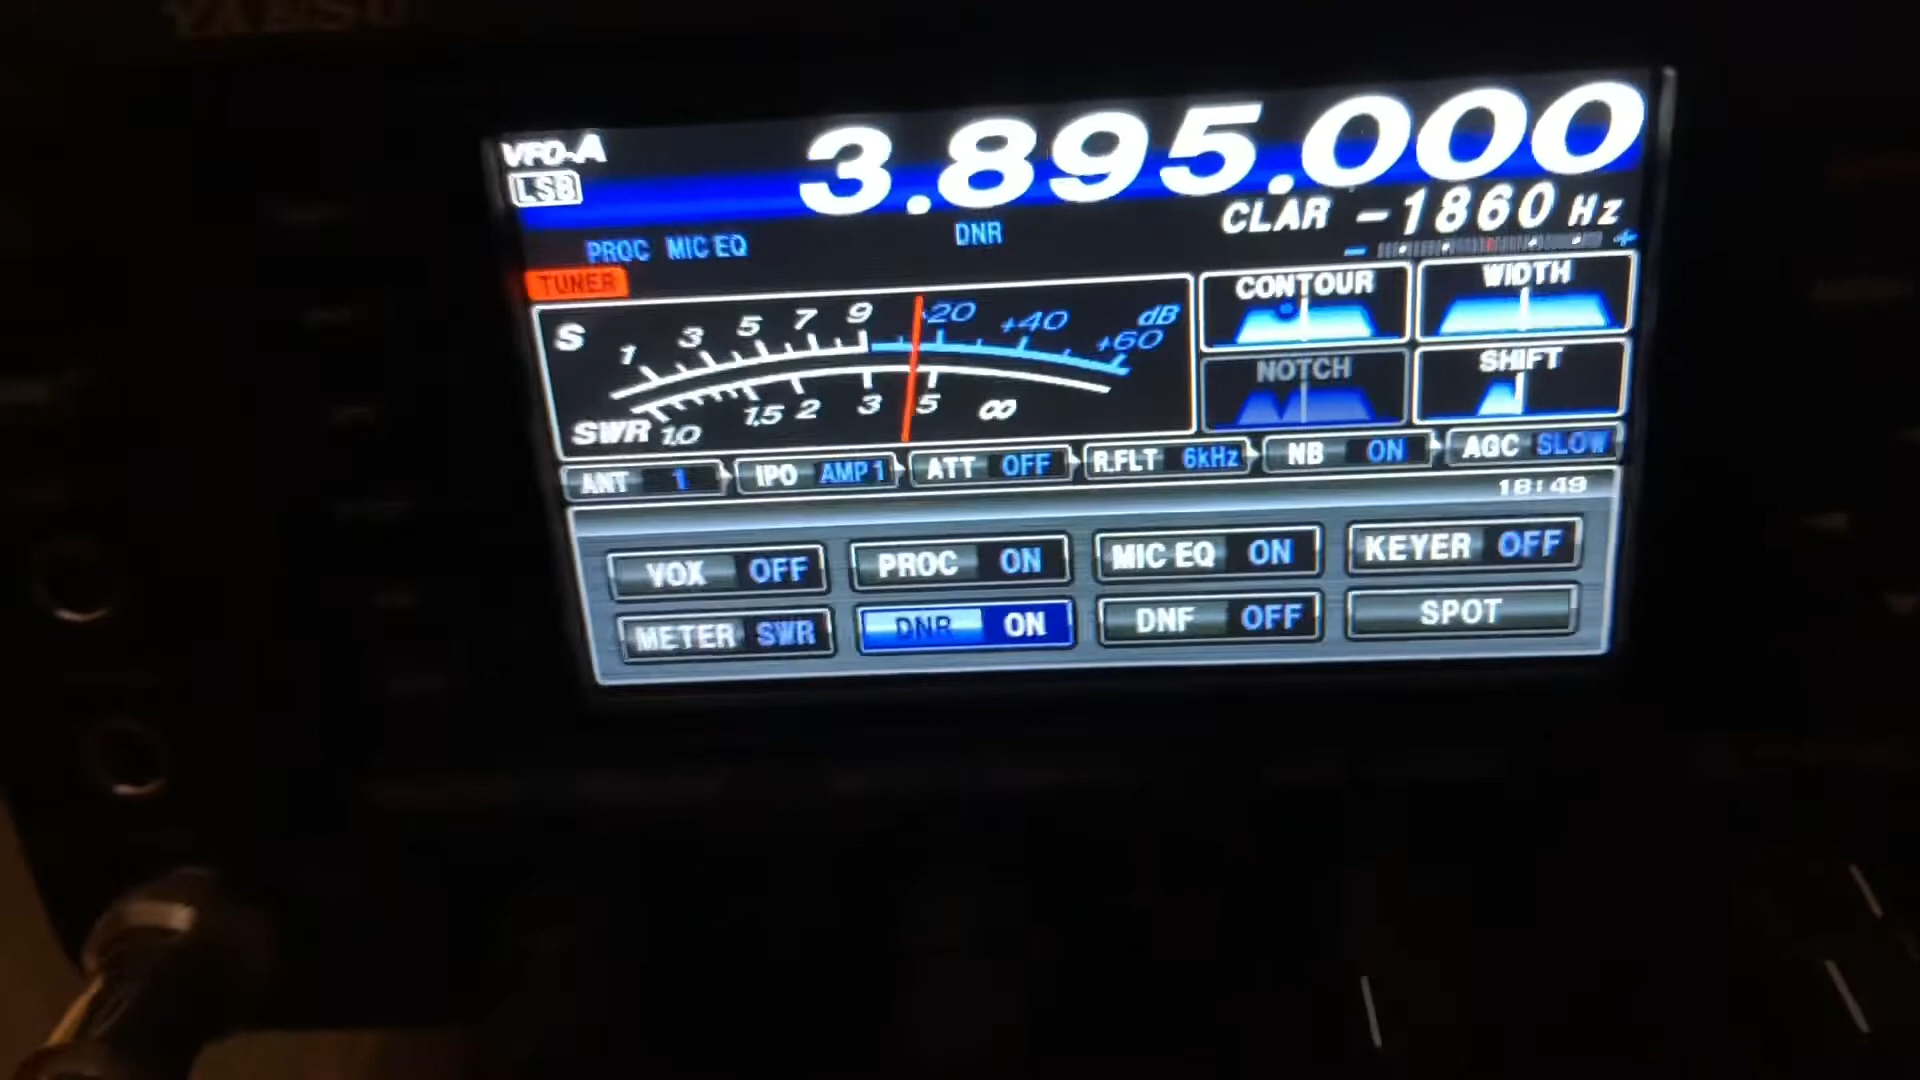 YAESU
VFO-A 3.895.000
LSB
CLAR -1860 Hz
PROC MIC EQ DNR
- +
TUNER
S 1 3 5 7 9 +20 +40 +60 dB
SWR 1.0 1.5 2 3 5 ∞
CONTOUR WIDTH
NOTCH SHIFT
ANT 1 IPO AMP1 ATT OFF R.FLT 6kHz NB ON AGC SLOW
18:49
VOX OFF PROC ON MIC EQ ON KEYER OFF
METER SWR DNR ON DNF OFF SPOT